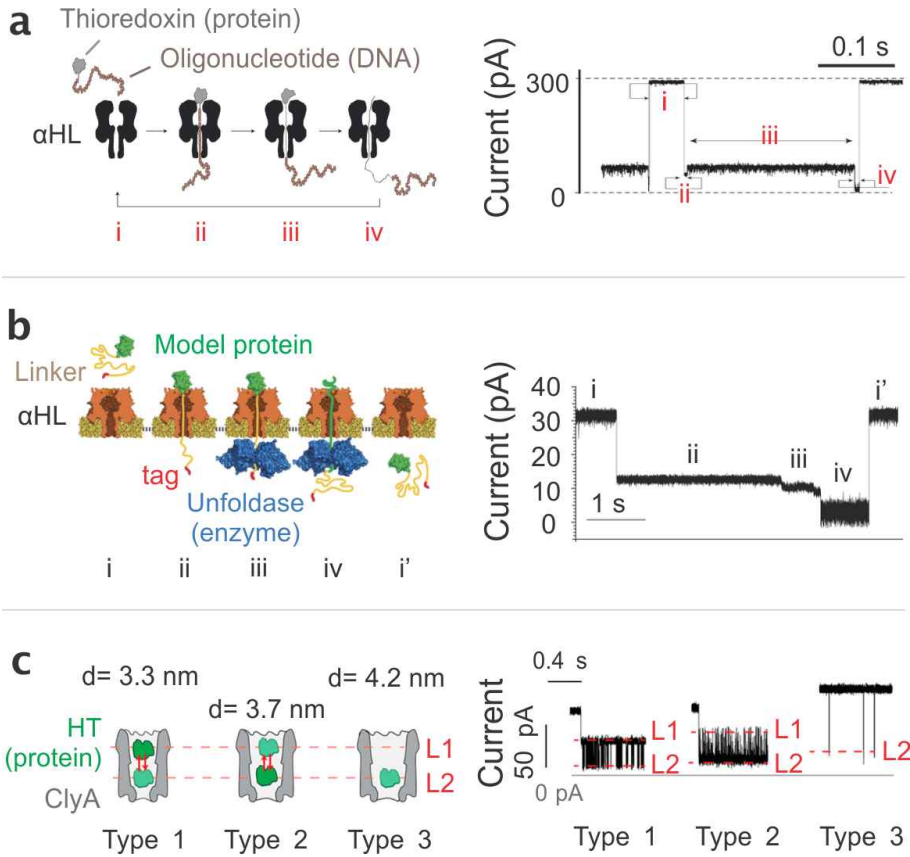 a
Thioredoxin (protein)
Oligonucleotide (DNA)
αHL
i ii iii iv
0.1 s
Current (pA)
300
0
i
iii
ii
iv
b
Model protein
Linker
αHL
tag
Unfoldase
(enzyme)
i ii iii iv i'
Current (pA)
40
30
20
10
0
i
i'
ii
iii
iv
1 s
c
d= 3.3 nm
d= 3.7 nm
d= 4.2 nm
HT
(protein)
ClyA
L1
L2
Type 1 Type 2 Type 3
0.4 s
Current
50 pA
0 pA
L1
L2
L1
L2
L2
Type 1 Type 2 Type 3